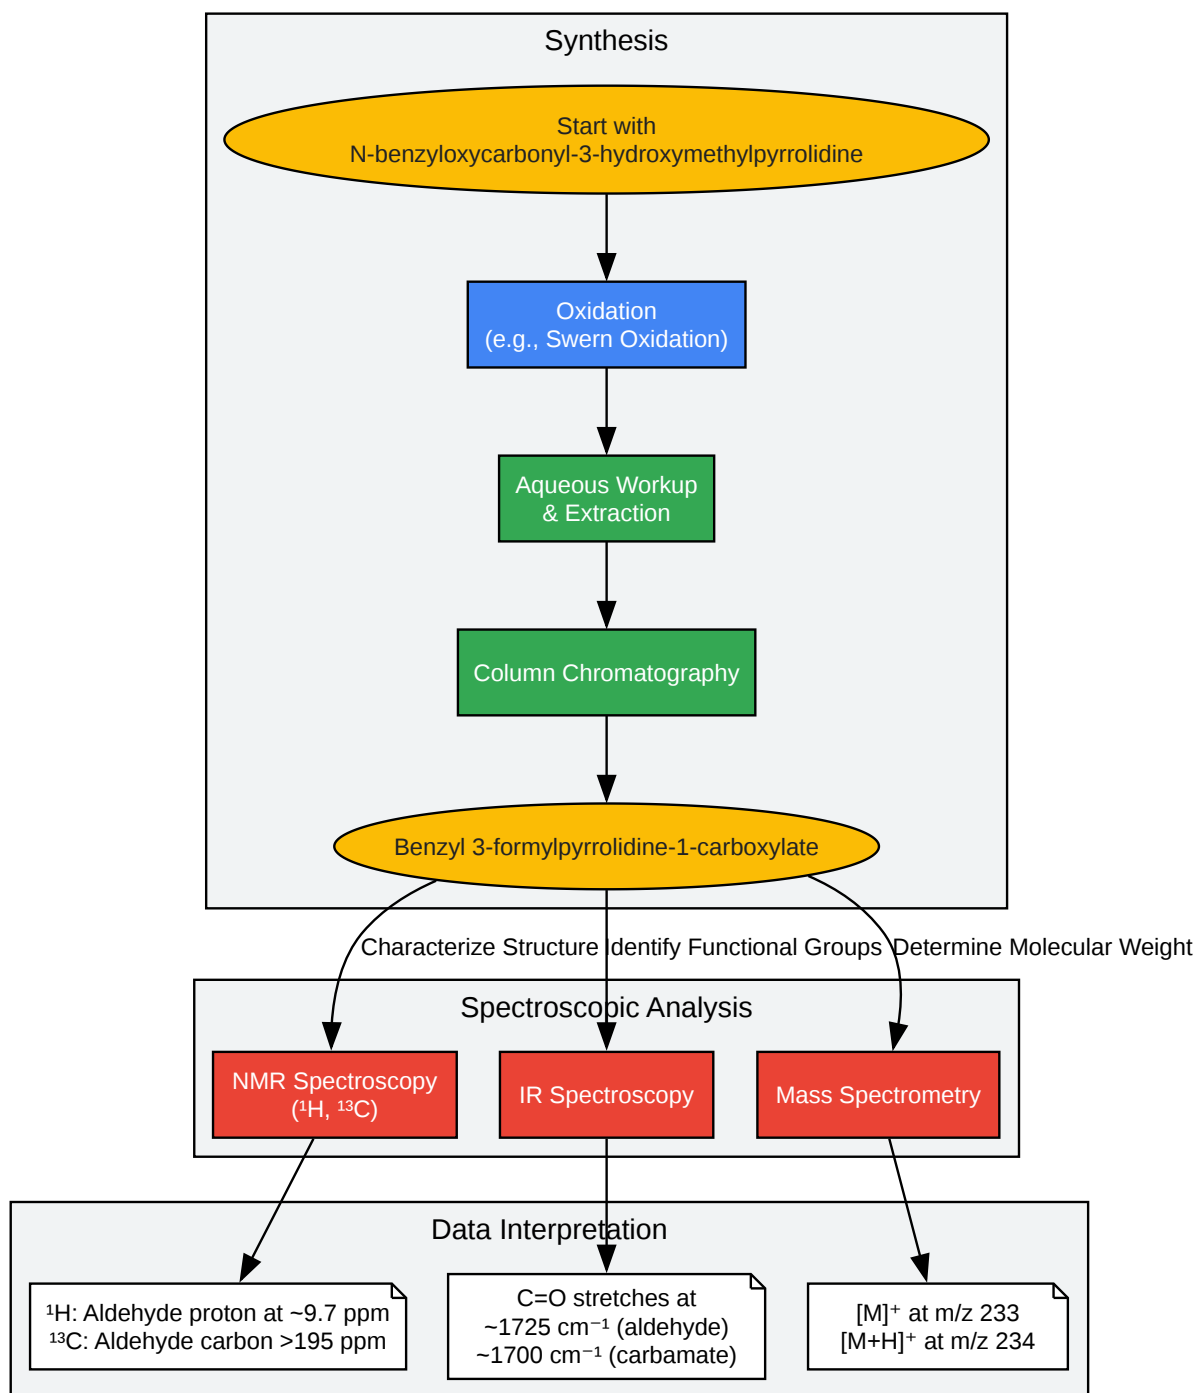 Synthesis
Start with
N-benzyloxycarbonyl-3-hydroxymethylpyrrolidine
Oxidation
(e.g., Swern Oxidation)
Aqueous Workup
& Extraction
Column Chromatography
Benzyl 3-formylpyrrolidine-1-carboxylate
Characterize Structure
Identify Functional Groups
Determine Molecular Weight
Spectroscopic Analysis
NMR Spectroscopy
(¹H, ¹³C)
IR Spectroscopy
Mass Spectrometry
Data Interpretation
¹H: Aldehyde proton at ~9.7 ppm
¹³C: Aldehyde carbon >195 ppm
C=O stretches at
~1725 cm⁻¹ (aldehyde)
~1700 cm⁻¹ (carbamate)
[M]⁺ at m/z 233
[M+H]⁺ at m/z 234